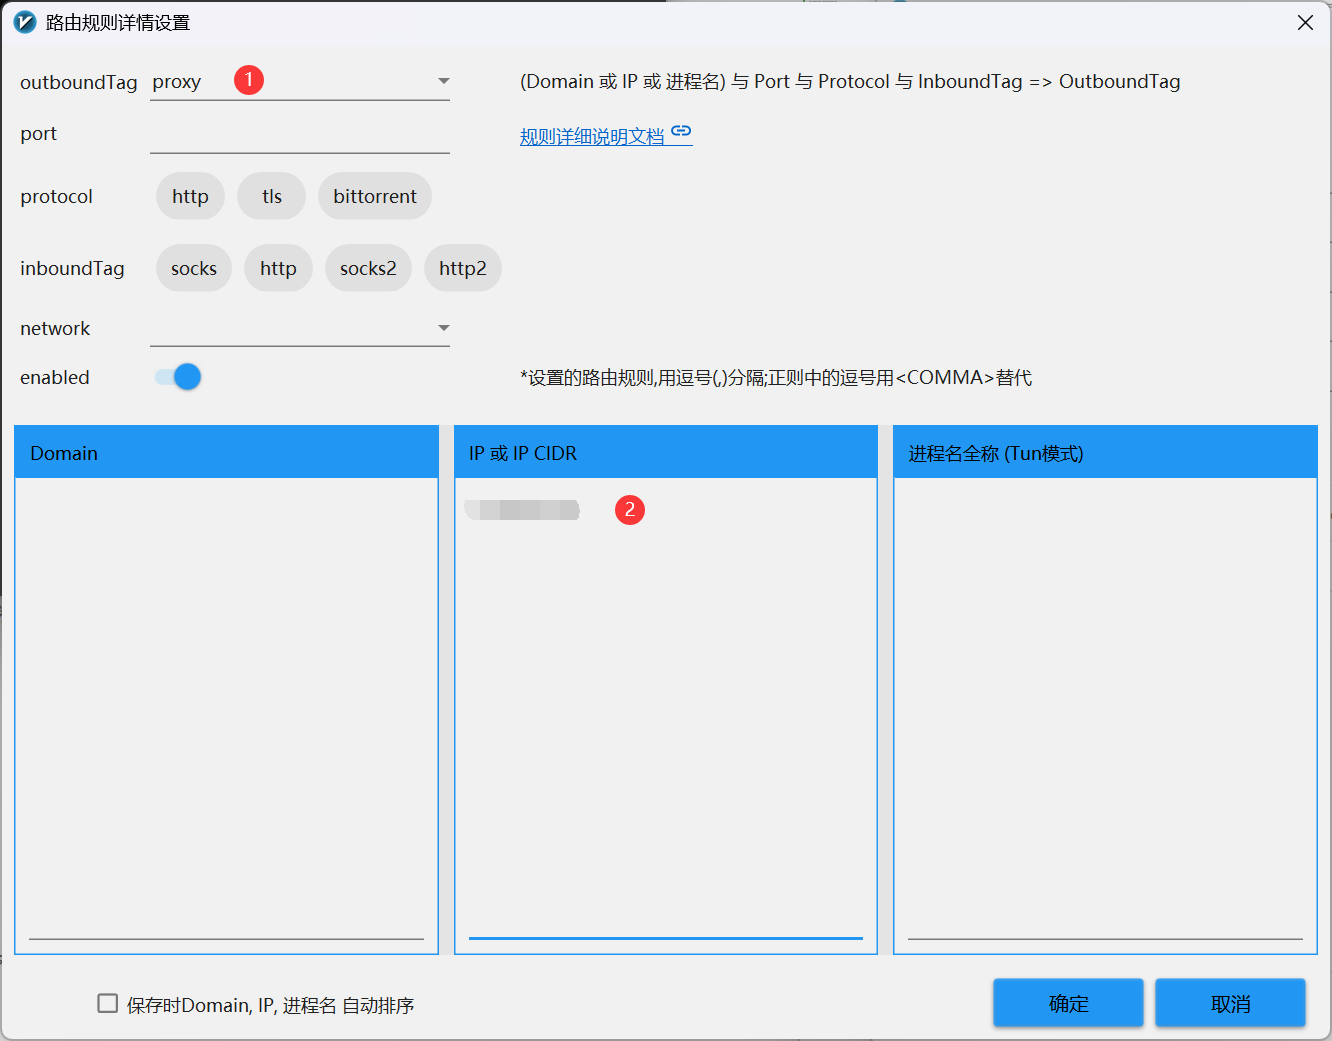 路由规则详情设置
outboundTag proxy 1 (Domain 或 IP 或 进程名) 与 Port 与 Protocol 与 InboundTag => OutboundTag
port 规则详细说明文档
protocol http tls bittorrent
inboundTag socks http socks2 http2
network
enabled *设置的路由规则,用逗号(,)分隔;正则中的逗号用<COMMA>替代
Domain IP 或 IP CIDR 进程名全称 (Tun模式)
2
保存时Domain, IP, 进程名 自动排序 确定 取消